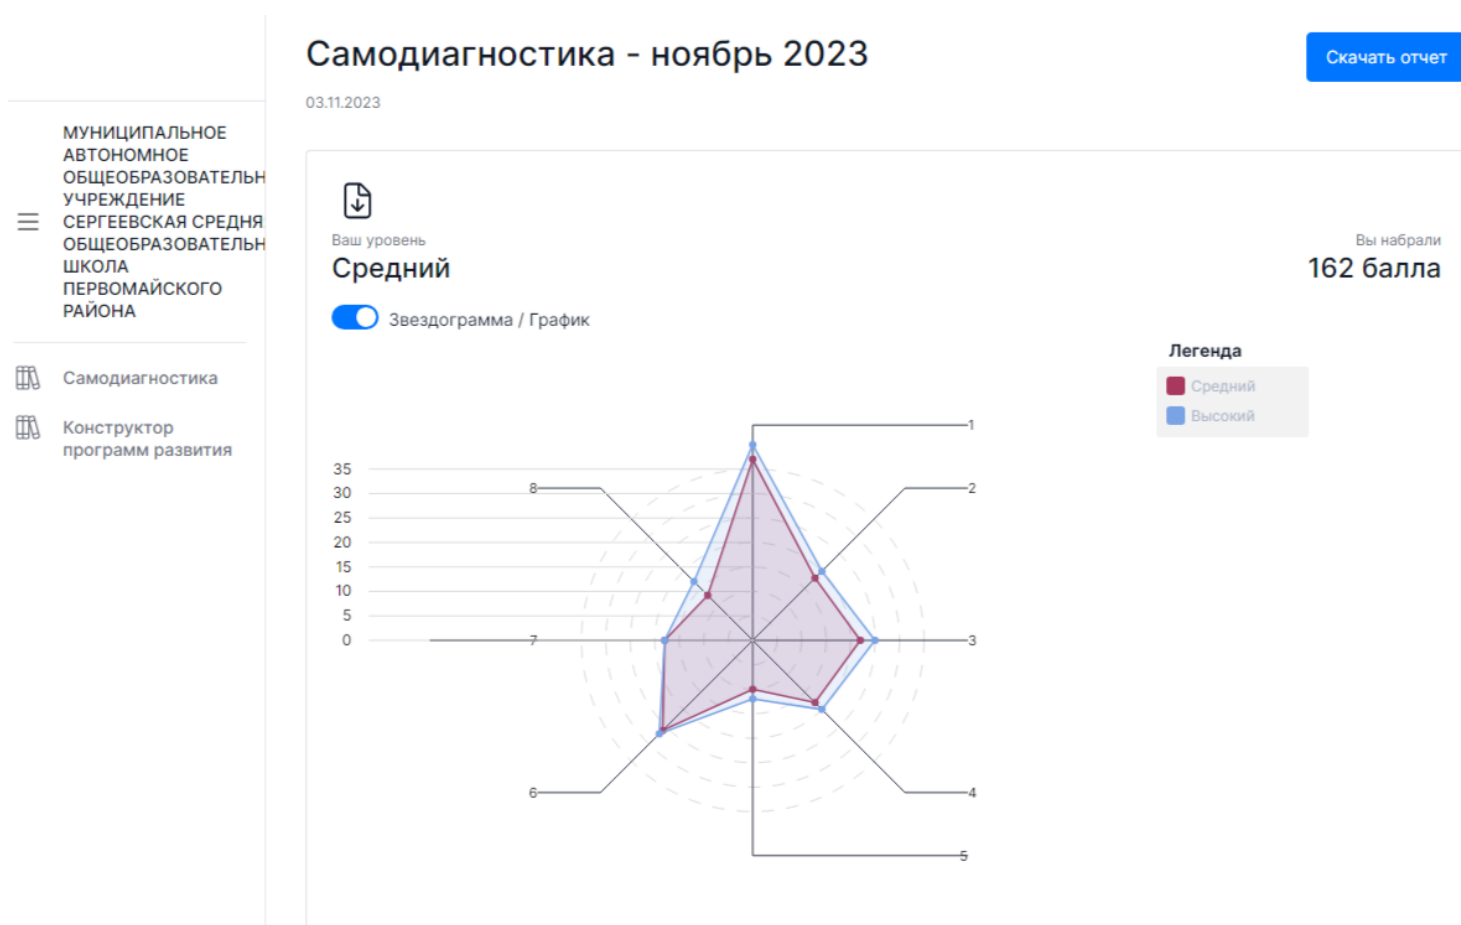 Самодиагностика - ноябрь 2023
Скачать отчет
03.11.2023
МУНИЦИПАЛЬНОЕ
АВТОНОМНОЕ
ОБЩЕОБРАЗОВАТЕЛЬН
УЧРЕЖДЕНИЕ
СЕРГЕЕВСКАЯ СРЕДНЯ
ОБЩЕОБРАЗОВАТЕЛЬН
ШКОЛА
ПЕРВОМАЙСКОГО
РАЙОНА
Самодиагностика
Конструктор
программ развития
Ваш уровень
Средний
Вы набрали
162 балла
Звездограмма / График
Легенда
Средний
Высокий
35
30
25
20
15
10
5
0
1
2
3
4
5
6
7
8